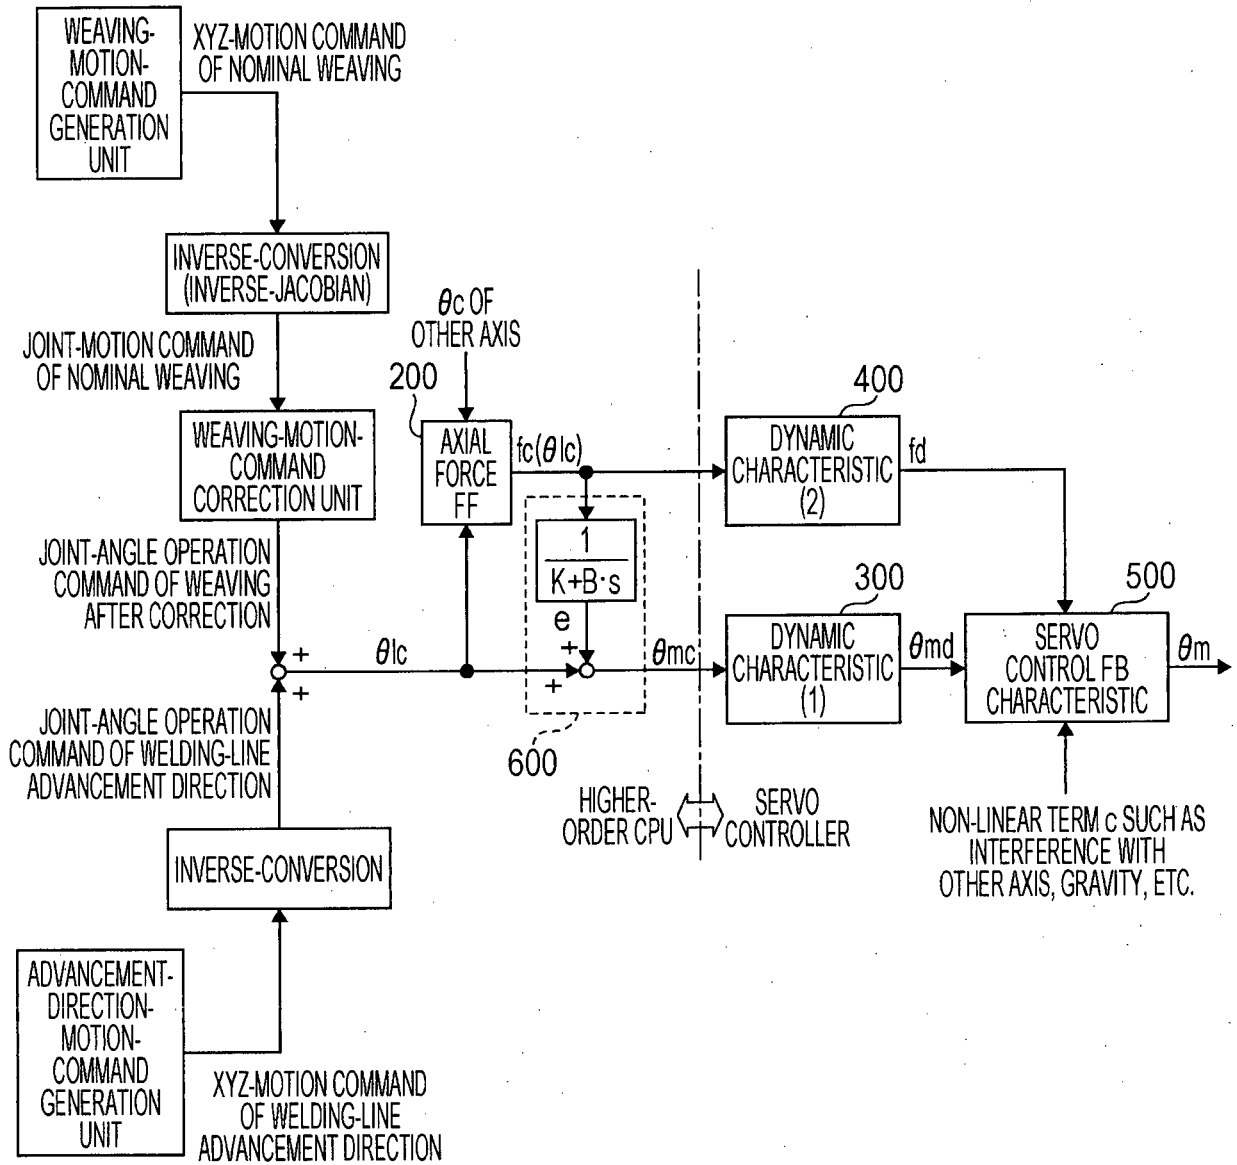 WEAVING-
MOTION-
COMMAND
GENERATION
UNIT
XYZ-MOTION COMMAND
OF NOMINAL WEAVING
INVERSE-CONVERSION
(INVERSE-JACOBIAN)
JOINT-MOTION COMMAND
OF NOMINAL WEAVING
WEAVING-MOTION-
COMMAND
CORRECTION UNIT
JOINT-ANGLE OPERATION
COMMAND OF WEAVING
AFTER CORRECTION
+
+
θlc
JOINT-ANGLE OPERATION
COMMAND OF WELDING-LINE
ADVANCEMENT DIRECTION
INVERSE-CONVERSION
ADVANCEMENT-
DIRECTION-
MOTION-
COMMAND
GENERATION
UNIT
XYZ-MOTION COMMAND
OF WELDING-LINE
ADVANCEMENT DIRECTION
θc OF
OTHER AXIS
200
AXIAL
FORCE
FF
fc(θlc)
1
K+B·s
e
+
+
600
θmc
HIGHER-
ORDER CPU
SERVO
CONTROLLER
400
DYNAMIC
CHARACTERISTIC
(2)
fd
300
DYNAMIC
CHARACTERISTIC
(1)
θmd
500
SERVO
CONTROL FB
CHARACTERISTIC
θm
NON-LINEAR TERM c SUCH AS
INTERFERENCE WITH
OTHER AXIS, GRAVITY, ETC.